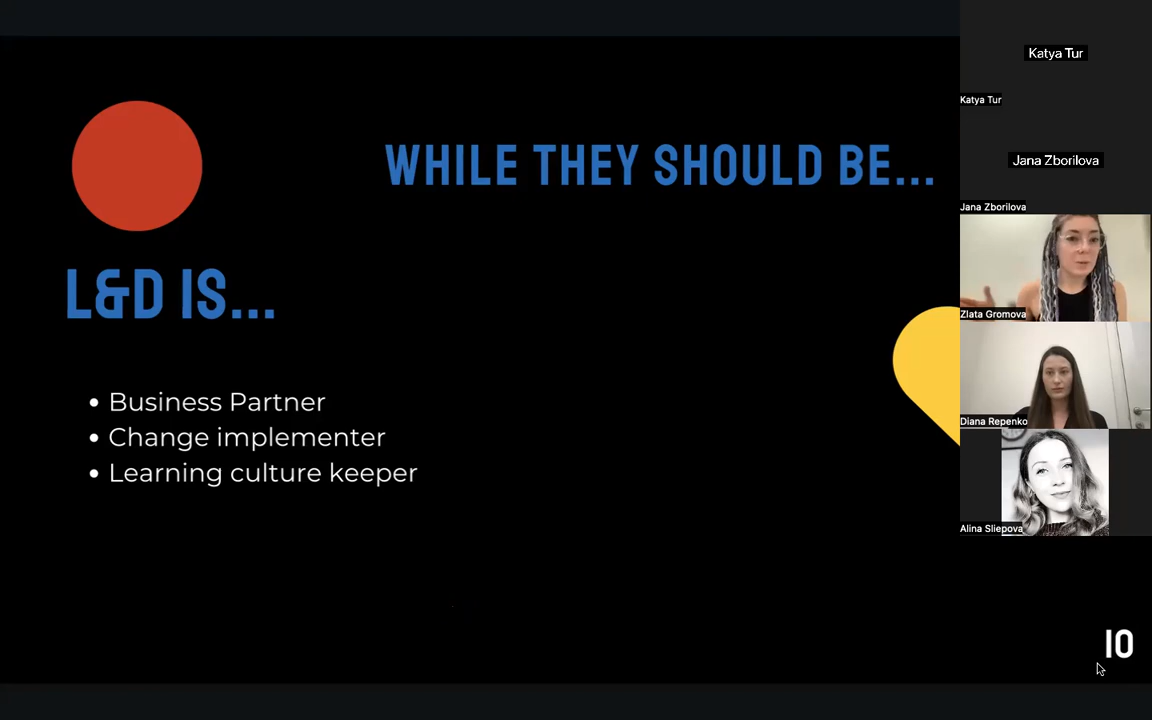 WHILE THEY SHOULD BE...
L&D IS...
• Business Partner
• Change implementer
• Learning culture keeper
10
Katya Tur
Katya Tur
Jana Zborilova
Jana Zborilova
Zlata Gromova
Diana Repenko
Alina Sliepova